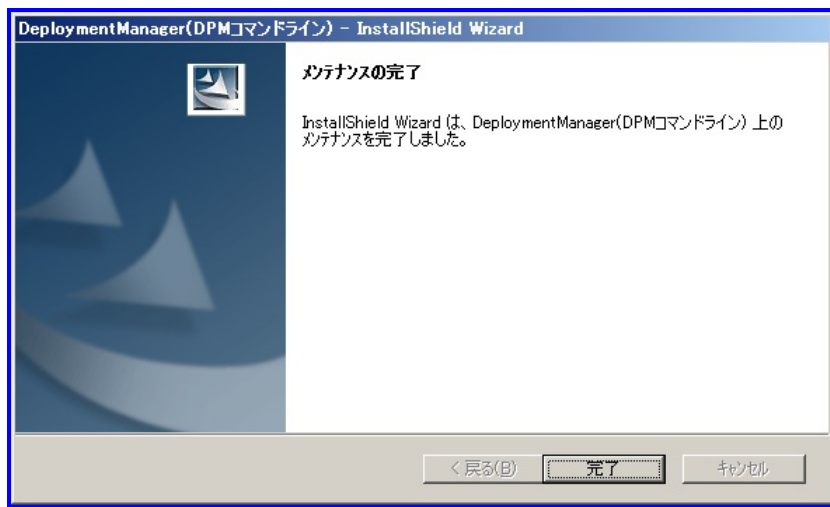 DeploymentManager(DPMコマンドライン) - InstallShield Wizard
メンテナンスの完了
InstallShield Wizard は、DeploymentManager(DPMコマンドライン) 上の
メンテナンスを完了しました。
< 戻る(B)
完了
キャンセル